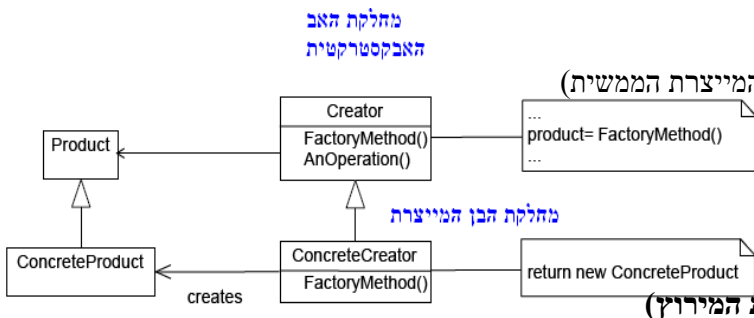 מחלקת האב
האבקסטרקטית
המייצרת הממשית)
Creator
FactoryMethod()
AnOperation()
...
product= FactoryMethod()
...
Product
מחלקת הבן המייצרת
ConcreteProduct
creates
ConcreteCreator
FactoryMethod()
return new ConcreteProduct
המירוץ)